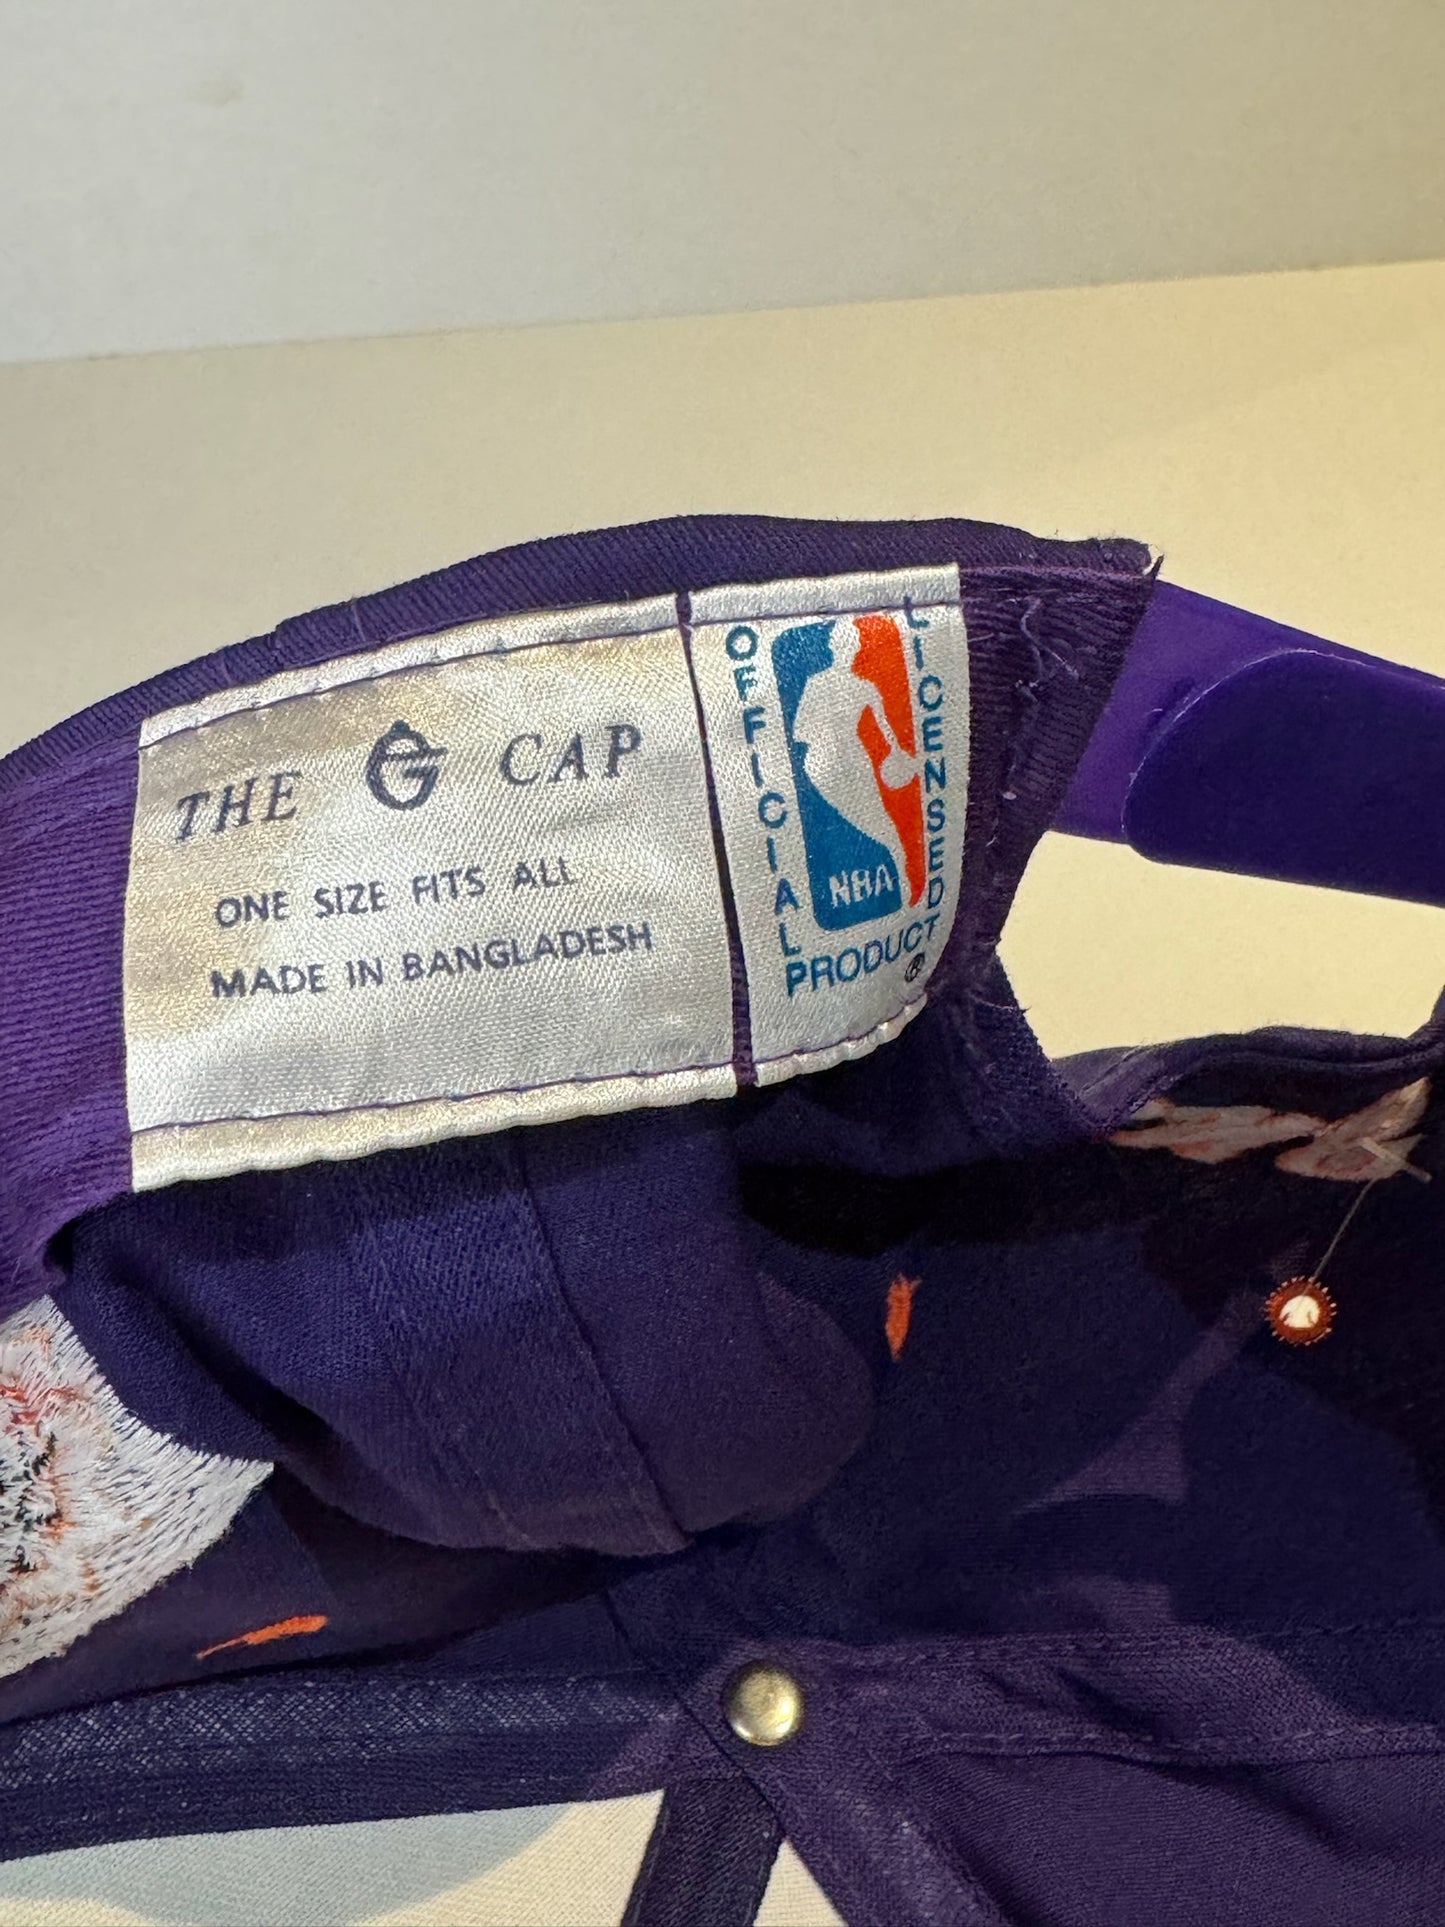 THE G CAP
ONE SIZE FITS ALL
MADE IN BANGLADESH
OFFICIAL
LICENSED
NBA
PRODUCT
®